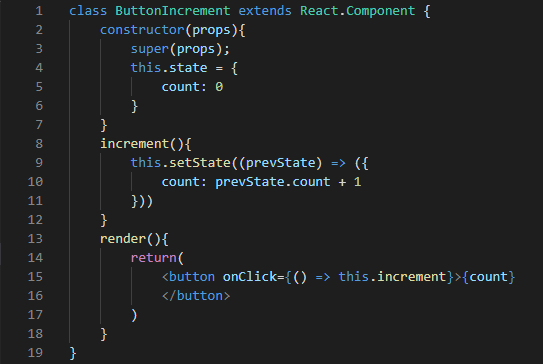 1 class ButtonIncrement extends React.Component {
2     constructor(props){
3         super(props);
4         this.state = {
5             count: 0
6         }
7     }
8     increment(){
9         this.setState((prevState) => ({
10             count: prevState.count + 1
11         }))
12     }
13     render(){
14         return(
15             <button onClick={() => this.increment}>{count}
16             </button>
17         )
18     }
19 }